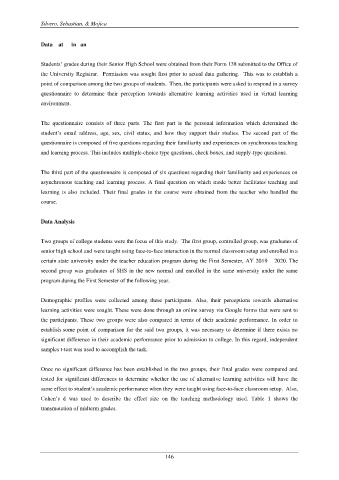 Silvero, Sebastian, & Mojica
Data at in an
Students' grades during their Senior High School were obtained from their Form 138 submitted to the Office of
the University Registrar. Permission was sought first prior to actual data gathering. This was to establish a
point of comparison among the two groups of students. Then, the participants were asked to respond in a survey
questionnaire to determine their perception towards alternative learning activities used in virtual learning
environment.
The questionnaire consists of three parts. The first part is the personal information which determined the
student's email address, age, sex, civil status, and how they support their studies. The second part of the
questionnaire is composed of five questions regarding their familiarity and experiences on synchronous teaching
and learning process. This includes multiple-choice type questions, check boxes, and supply-type questions.
The third part of the questionnaire is composed of six questions regarding their familiarity and experiences on
asynchronous teaching and learning process. A final question on which mode better facilitates teaching and
learning is also included. Their final grades in the course were obtained from the teacher who handled the
course.
Data Analysis
Two groups of college students were the focus of this study. The first group, controlled group, was graduates of
senior high school and were taught using face-to-face interaction in the normal classroom setup and enrolled in a
certain state university under the teacher education program during the First Semester, AY 2019 2020. The
second group was graduates of SHS in the new normal and enrolled in the same university under the same
program during the First Semester of the following year.
Demographic profiles were collected among these participants. Also, their perceptions towards alternative
learning activities were sought. These were done through an online survey via Google forms that were sent to
the participants. These two groups were also compared in terms of their academic performance. In order to
establish some point of comparison for the said two groups, it was necessary to determine if there exists no
significant difference in their academic performance prior to admission to college. In this regard, independent
samples t-test was used to accomplish the task.
Once no significant difference has been established in the two groups, their final grades were compared and
tested for significant differences to determine whether the use of alternative learning activities will have the
same effect to student's academic performance when they were taught using face-to-face classroom setup. Also,
Cohen's d was used to describe the effect size on the teaching methodology used. Table 1 shows the
transmutation of midterm grades.
146